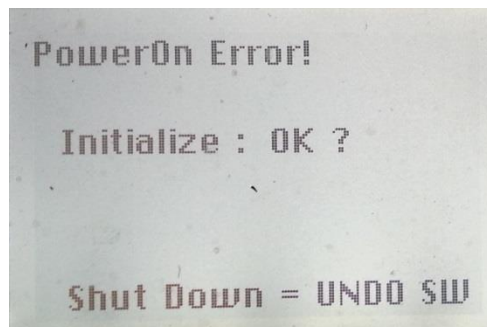 PowerOn Error!
Initialize : OK ?
Shut Down = UNDO SW